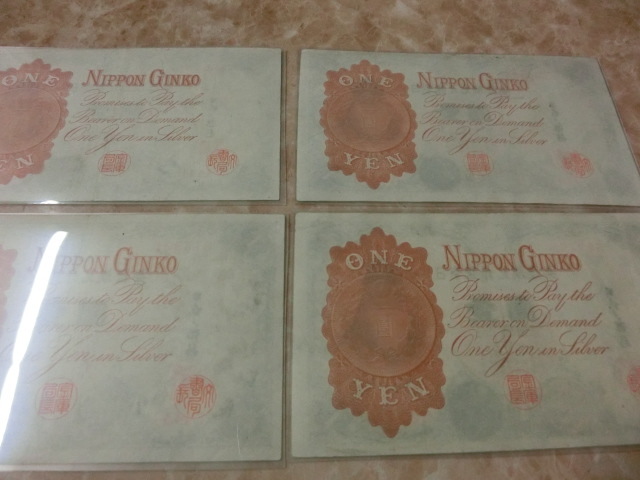 ONE
YEN
NIPPON GINKO
Promises to Pay the
Bearer on Demand
One Yen in Silver
ONE
YEN
NIPPON GINKO
Promises to Pay the
Bearer on Demand
One Yen in Silver
NIPPON GINKO
Promises to Pay the
Bearer on Demand
One Yen in Silver
ONE
YEN
NIPPON GINKO
Promises to Pay the
Bearer on Demand
One Yen in Silver